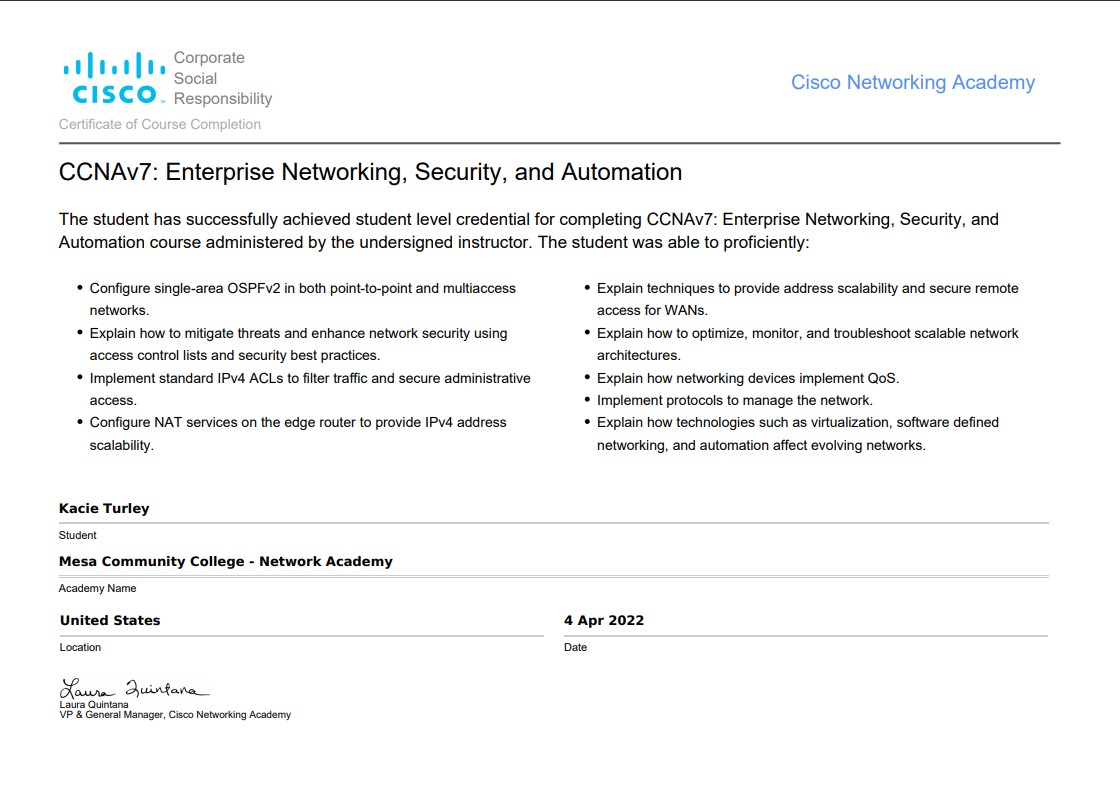 Corporate
Social
CISCO™ Responsibility
Cisco Networking Academy
Certificate of Course Completion
CCNAv7: Enterprise Networking, Security, and Automation
The student has successfully achieved student level credential for completing CCNAv7: Enterprise Networking, Security, and
Automation course administered by the undersigned instructor. The student was able to proficiently:
• Configure single-area OSPFv2 in both point-to-point and multiaccess
networks.
• Explain how to mitigate threats and enhance network security using
access control lists and security best practices.
• Implement standard IPv4 ACLs to filter traffic and secure administrative
access.
• Configure NAT services on the edge router to provide IPv4 address
scalability.
• Explain techniques to provide address scalability and secure remote
access for WANs.
• Explain how to optimize, monitor, and troubleshoot scalable network
architectures.
• Explain how networking devices implement QoS.
• Implement protocols to manage the network.
• Explain how technologies such as virtualization, software defined
networking, and automation affect evolving networks.
Kacie Turley
Student
Mesa Community College - Network Academy
Academy Name
United States
Location
4 Apr 2022
Date
Laura Quintana
Laura Quintana
VP & General Manager, Cisco Networking Academy